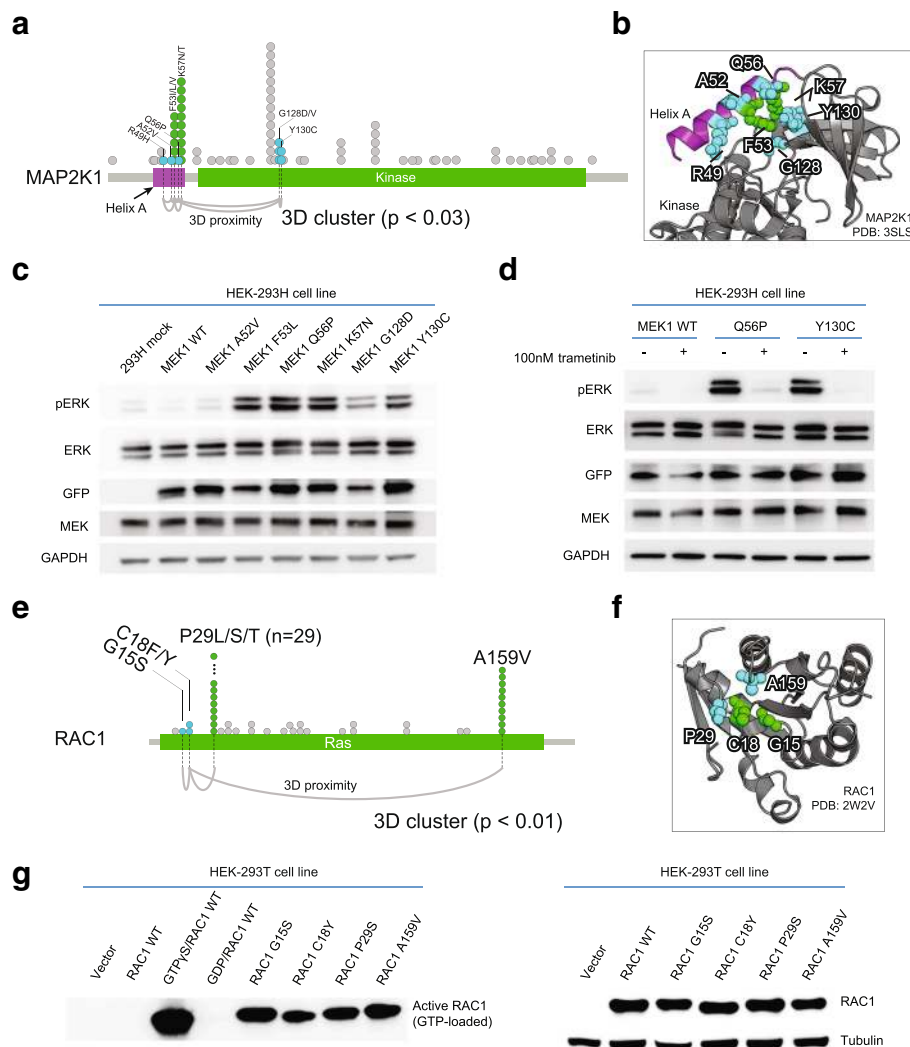 a
K57N/T
F53I/L/V
Q56P
A52V
R49H
G128D/V
Y130C
MAP2K1
Kinase
Helix A
3D proximity
3D cluster (p < 0.03)
b
Q56
A52
K57
Helix A
Y130
F53
R49
G128
Kinase
MAP2K1
PDB: 3SLS
c
HEK-293H cell line
293H mock
MEK1 WT
MEK1 A52V
MEK1 F53L
MEK1 Q56P
MEK1 K57N
MEK1 G128D
MEK1 Y130C
pERK
ERK
GFP
MEK
GAPDH
d
HEK-293H cell line
MEK1 WT Q56P Y130C
100nM trametinib - + - + - +
pERK
ERK
GFP
MEK
GAPDH
e
C18F/Y
G15S
P29L/S/T (n=29)
A159V
RAC1
Ras
3D proximity
3D cluster (p < 0.01)
f
A159
P29
C18 G15
RAC1
PDB: 2W2V
g
HEK-293T cell line
Vector
RAC1 WT
GTPγS/RAC1 WT
GDP/RAC1 WT
RAC1 G15S
RAC1 C18Y
RAC1 P29S
RAC1 A159V
Active RAC1
(GTP-loaded)
HEK-293T cell line
Vector
RAC1 WT
RAC1 G15S
RAC1 C18Y
RAC1 P29S
RAC1 A159V
RAC1
Tubulin